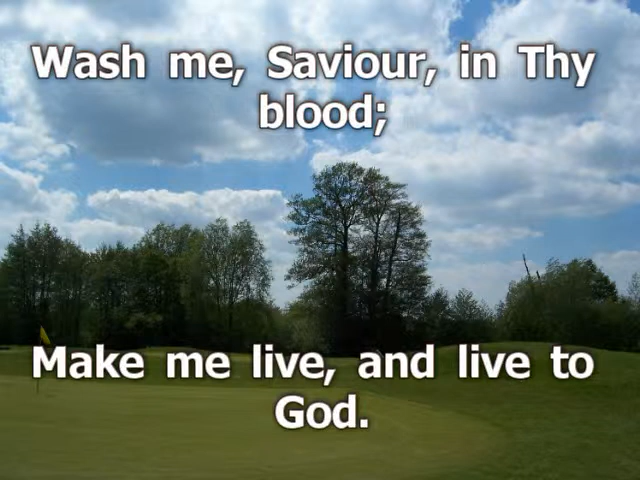 Wash me, Saviour, in Thy
blood;
Make me live, and live to
God.